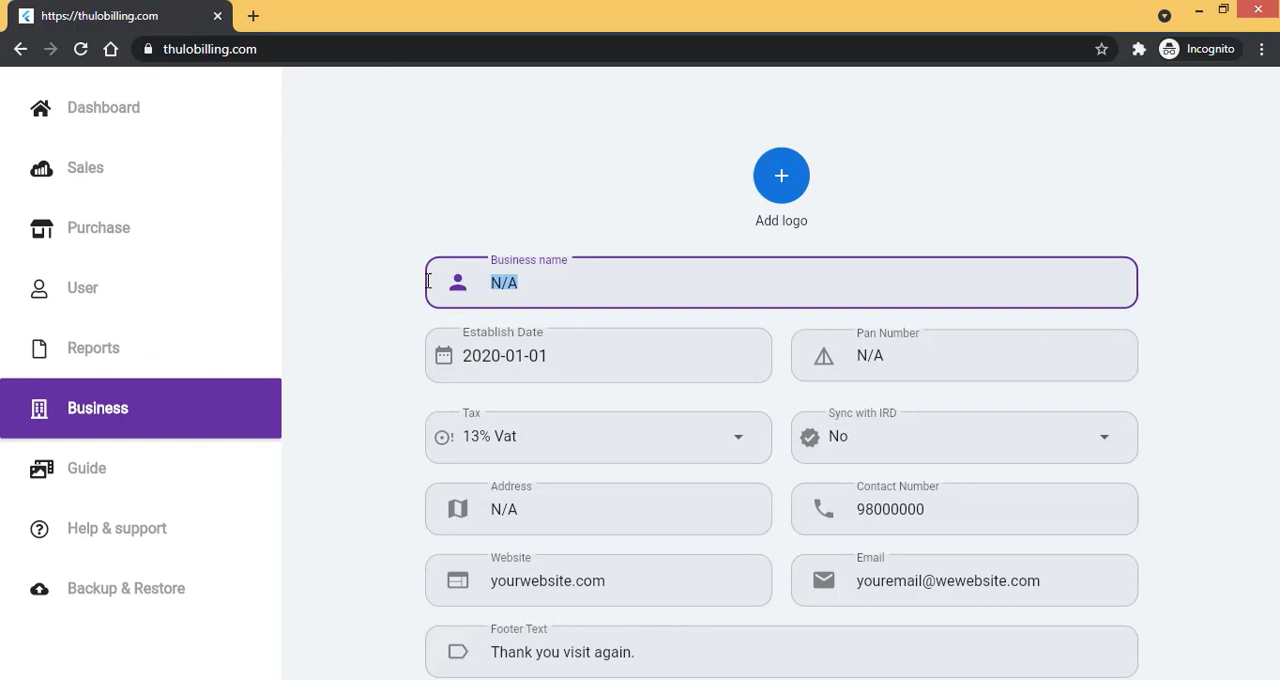 https://thulobilling.com
thulobilling.com
Incognito
Dashboard
Sales
Purchase
User
Reports
Business
Guide
Help & support
Backup & Restore
Add logo
Business name
N/A
Establish Date
2020-01-01
Pan Number
N/A
Tax
13% Vat
Sync with IRD
No
Address
N/A
Contact Number
98000000
Website
yourwebsite.com
Email
youremail@wewebsite.com
Footer Text
Thank you visit again.